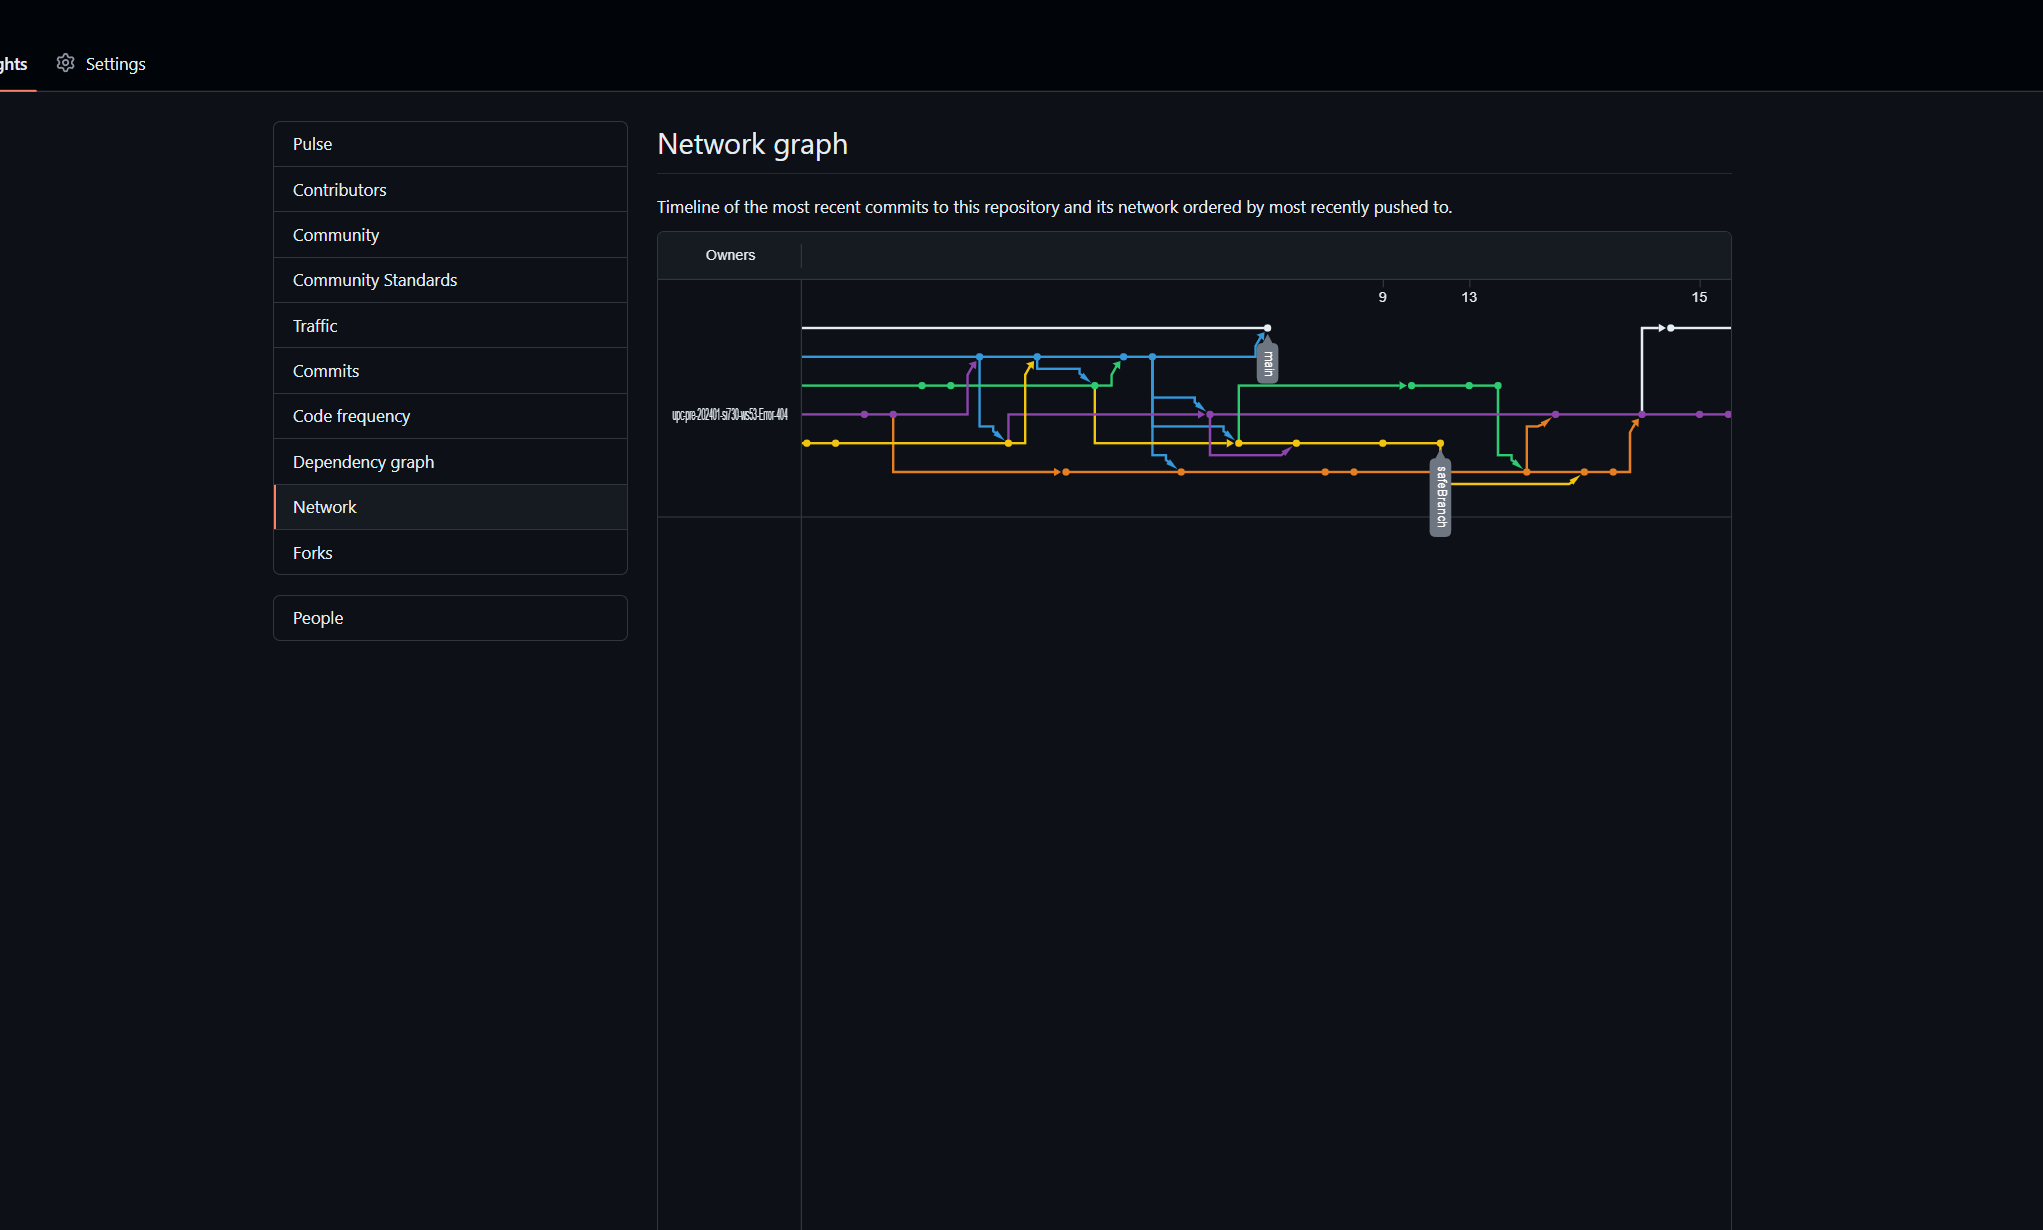 ghts
Settings
Pulse
Contributors
Community
Community Standards
Traffic
Commits
Code frequency
Dependency graph
Network
Forks
People
Network graph
Timeline of the most recent commits to this repository and its network ordered by most recently pushed to.
Owners
9
13
15
upc-pre-202401-si730-ws53-Error-404
main
safeBranch